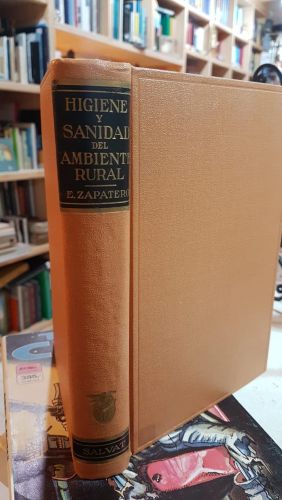 HIGIENE
Y
SANIDAD
DEL
AMBIENTE
RURAL
E. ZAPATERO
SALVAT